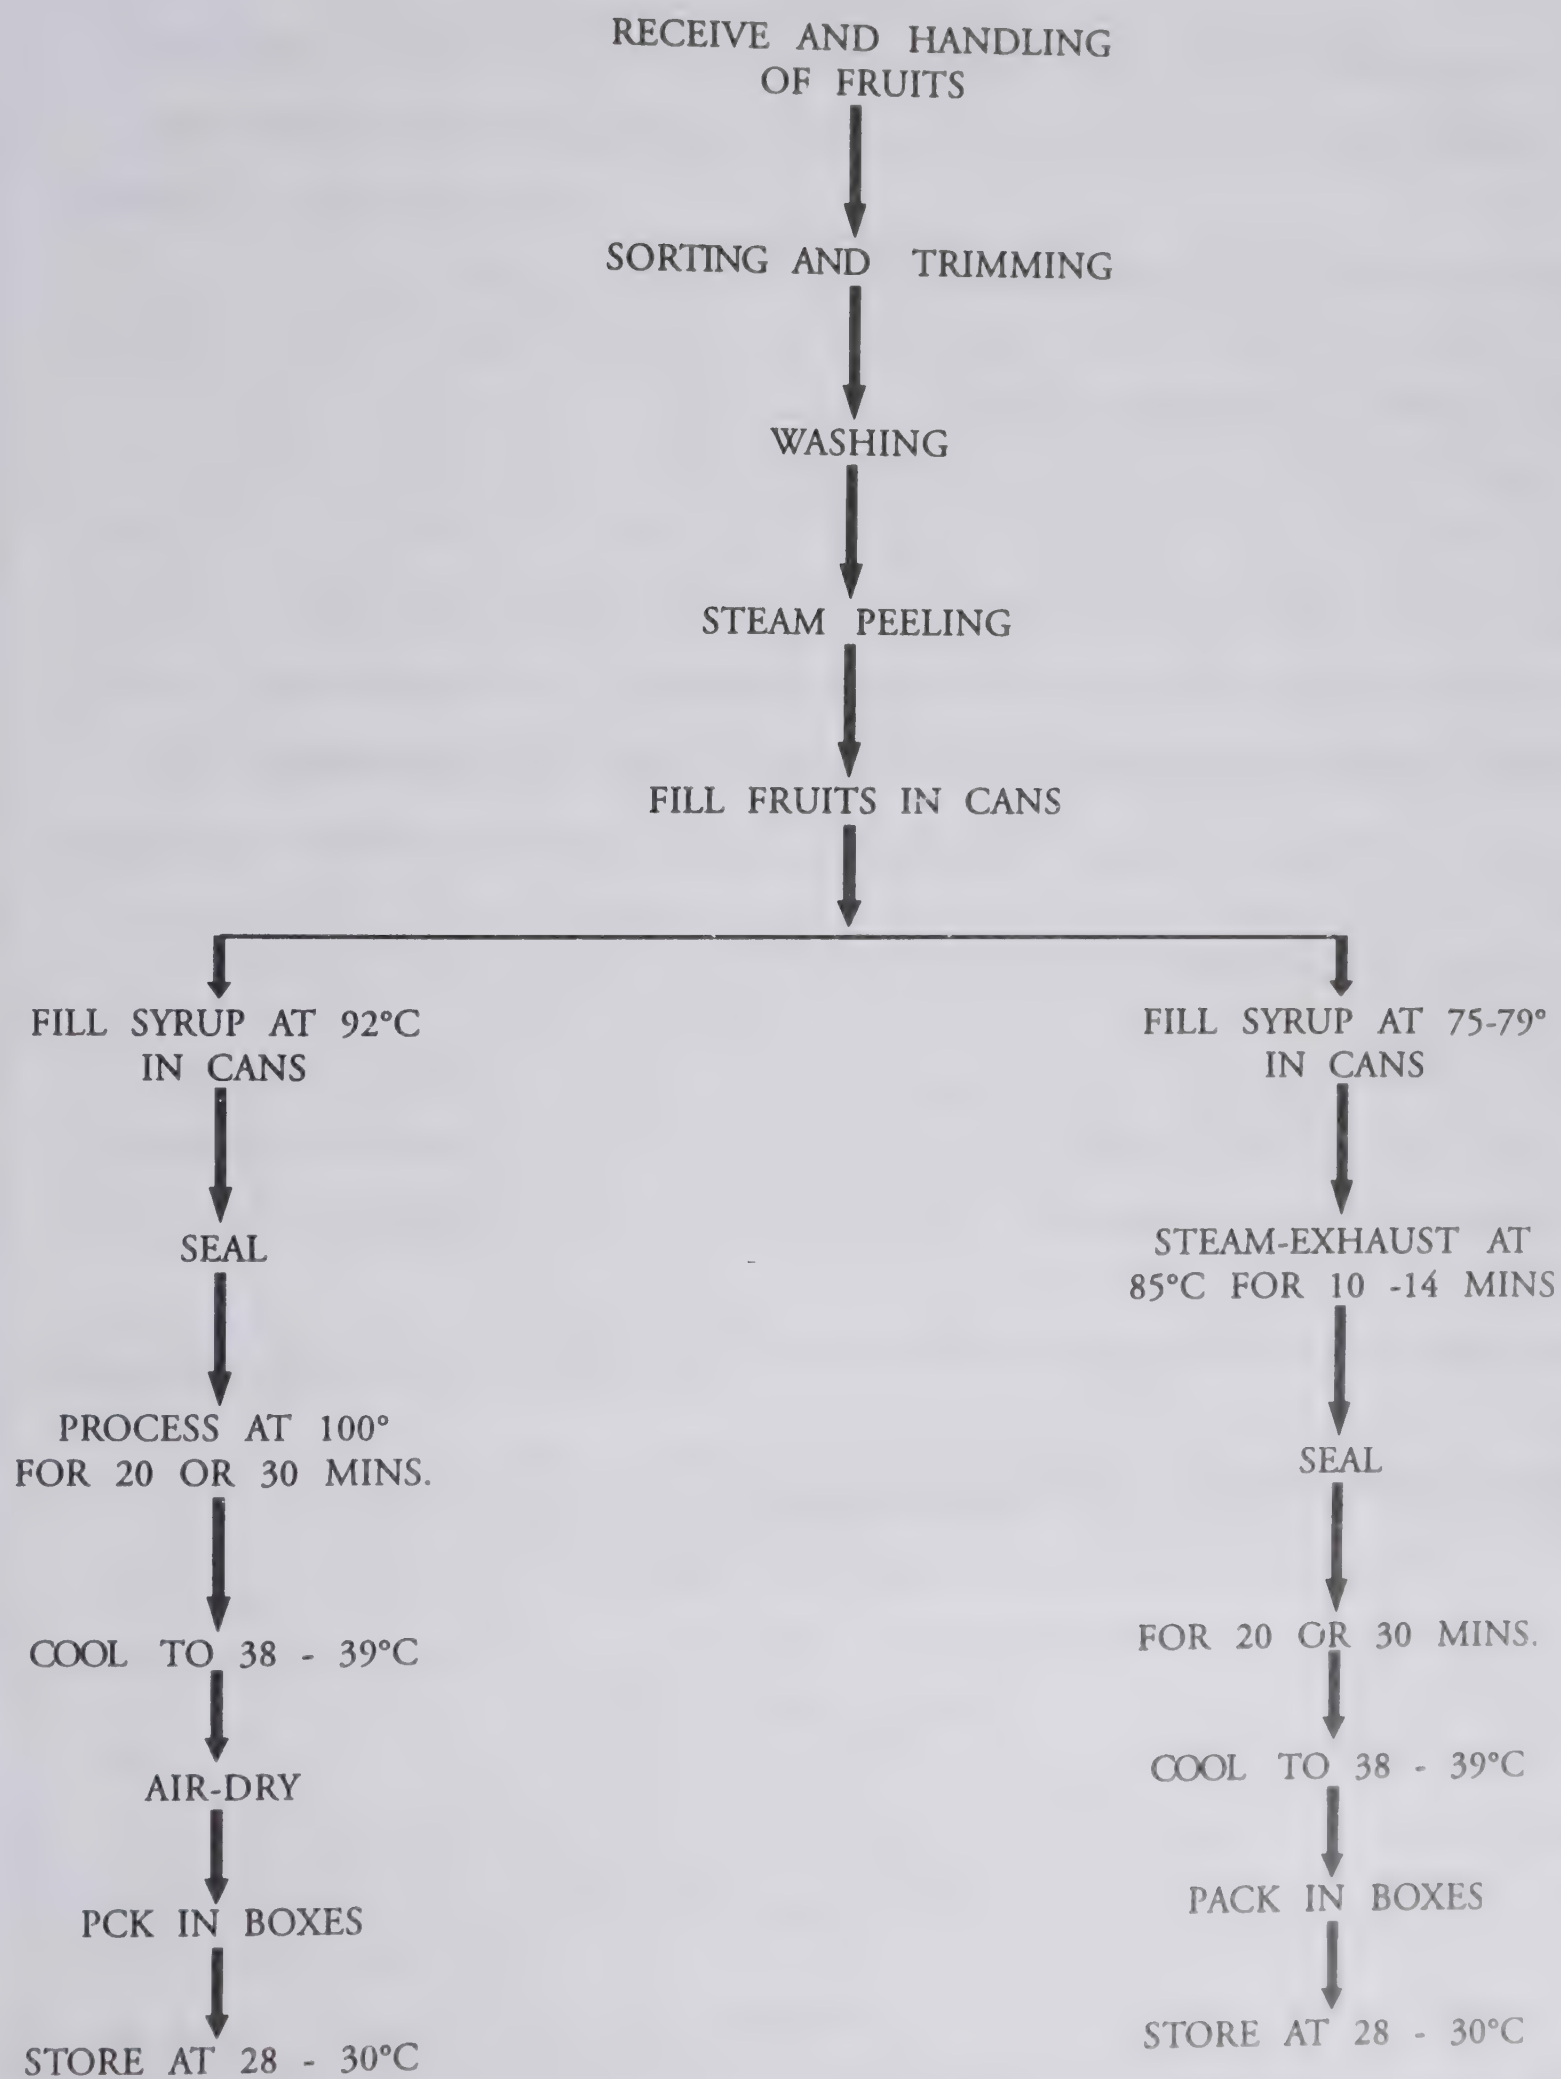 RECEIVE AND HANDLING
OF FRUITS
SORTING AND TRIMMING
WASHING
STEAM PEELING
FILL FRUITS IN CANS
FILL SYRUP AT 92°C
IN CANS
SEAL
PROCESS AT 100°
FOR 20 OR 30 MINS.
COOL TO 38 - 39°C
AIR-DRY
PCK IN BOXES
STORE AT 28 - 30°C
FILL SYRUP AT 75-79°
IN CANS
STEAM-EXHAUST AT
85°C FOR 10 -14 MINS
SEAL
FOR 20 OR 30 MINS.
COOL TO 38 - 39°C
PACK IN BOXES
STORE AT 28 - 30°C